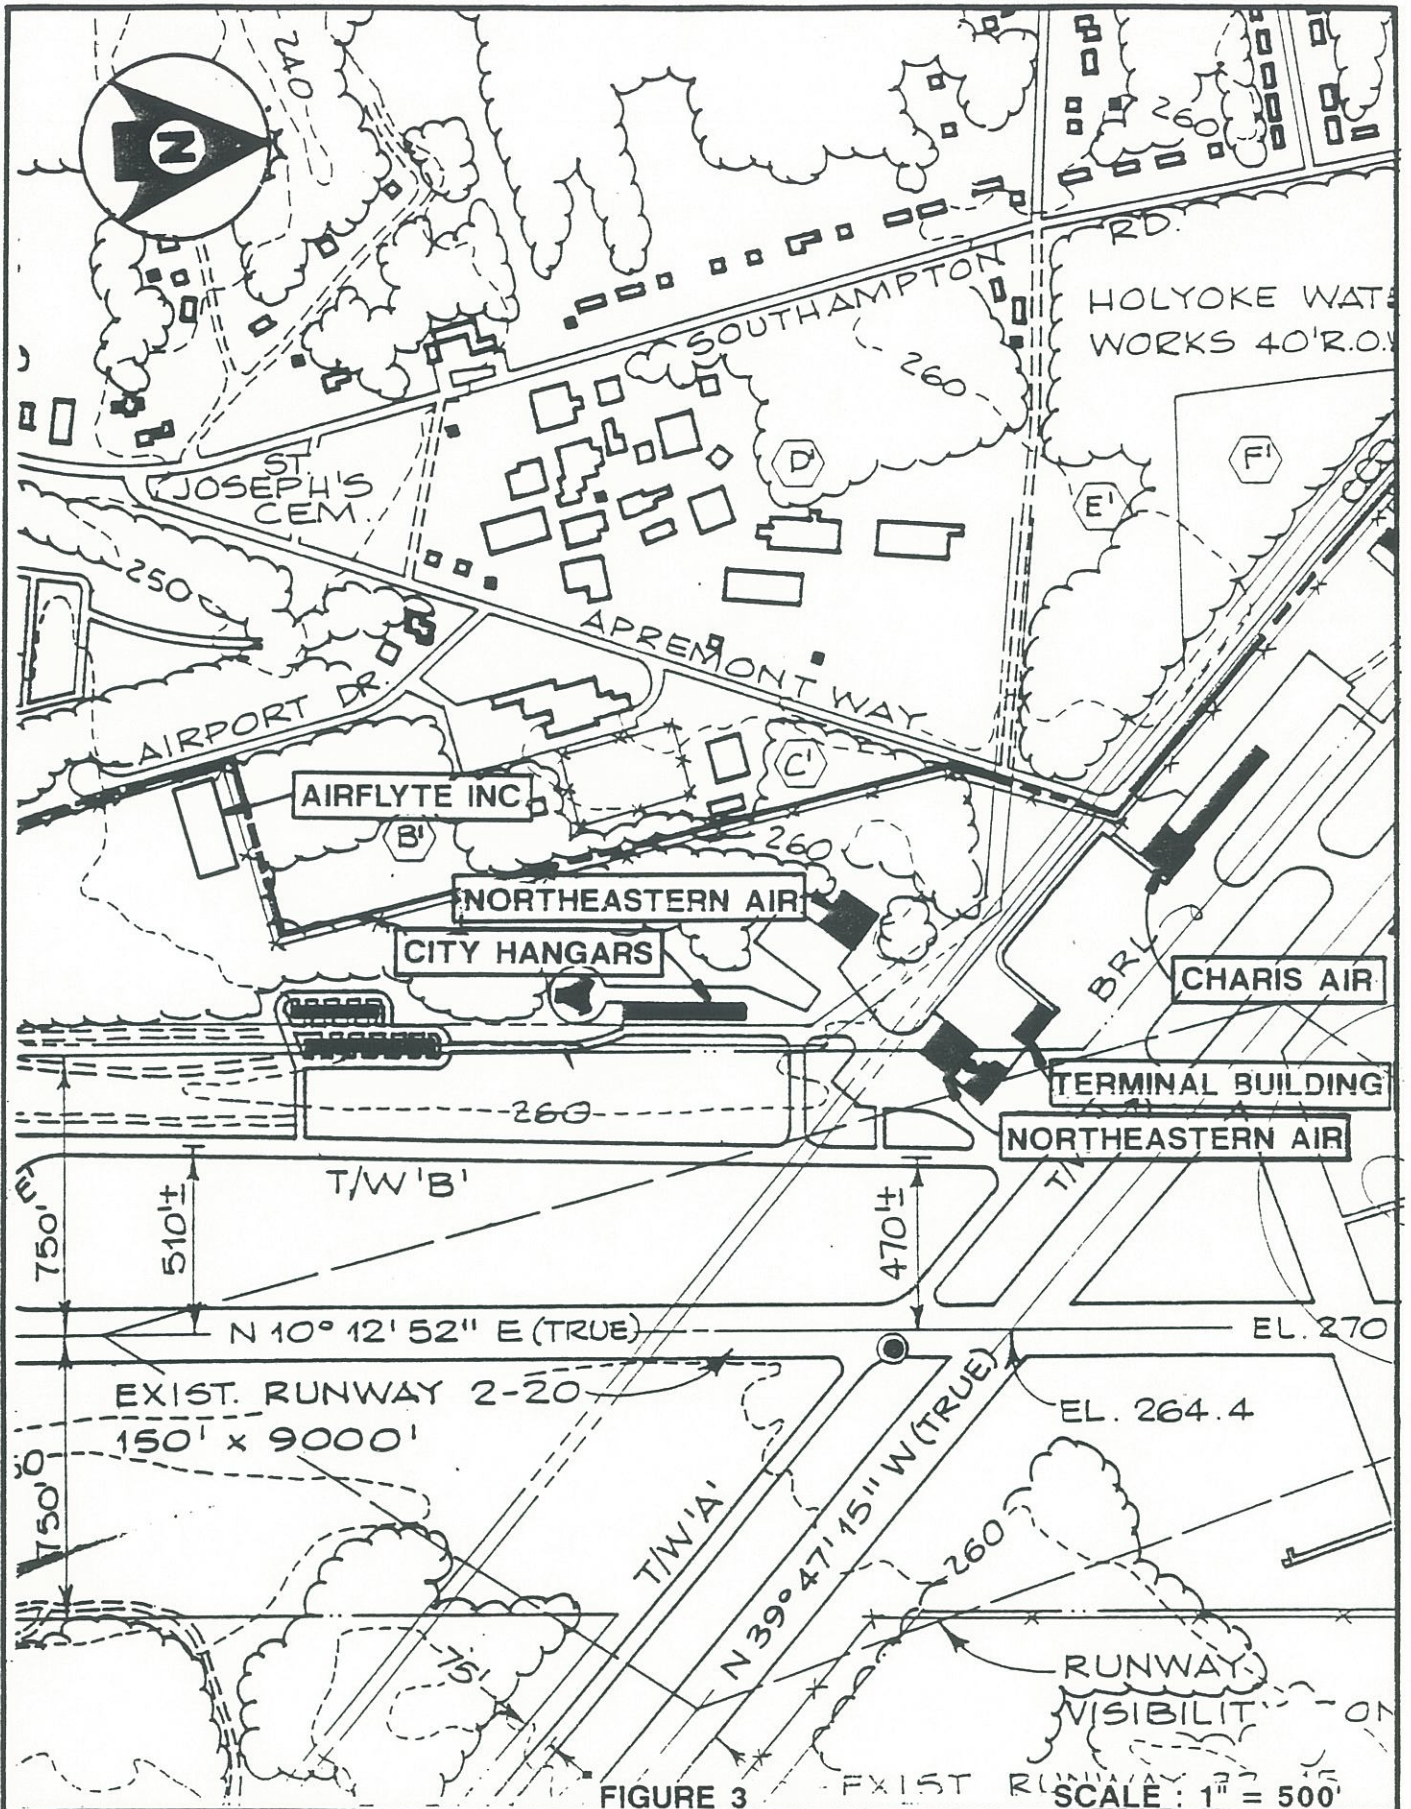 240
N
260
RD.
SOUTHAMPTON
HOLYOKE
WORKS 40' R.O.
260
D'
F'
E'
ST.
JOSEPH'S
CEM.
250
APREMONT WAY
AIRPORT DR.
C'
AIRFLYTE INC
B'
260
NORTHEASTERN AIR
CITY HANGARS
BRL
CHARIS AIR
TERMINAL BUILDING
260
NORTHEASTERN AIR
T/W 'B'
750'
510'±
470'±
N 10° 12' 52" E (TRUE)
EL. 270
EXIST. RUNWAY 2-20
150' x 9000'
EL. 264.4
750'
T/W 'A'
N 39° 47' 15" W (TRUE)
260
75'
RUNWAY
FIGURE 3
EXIST
SCALE : 1" = 500'